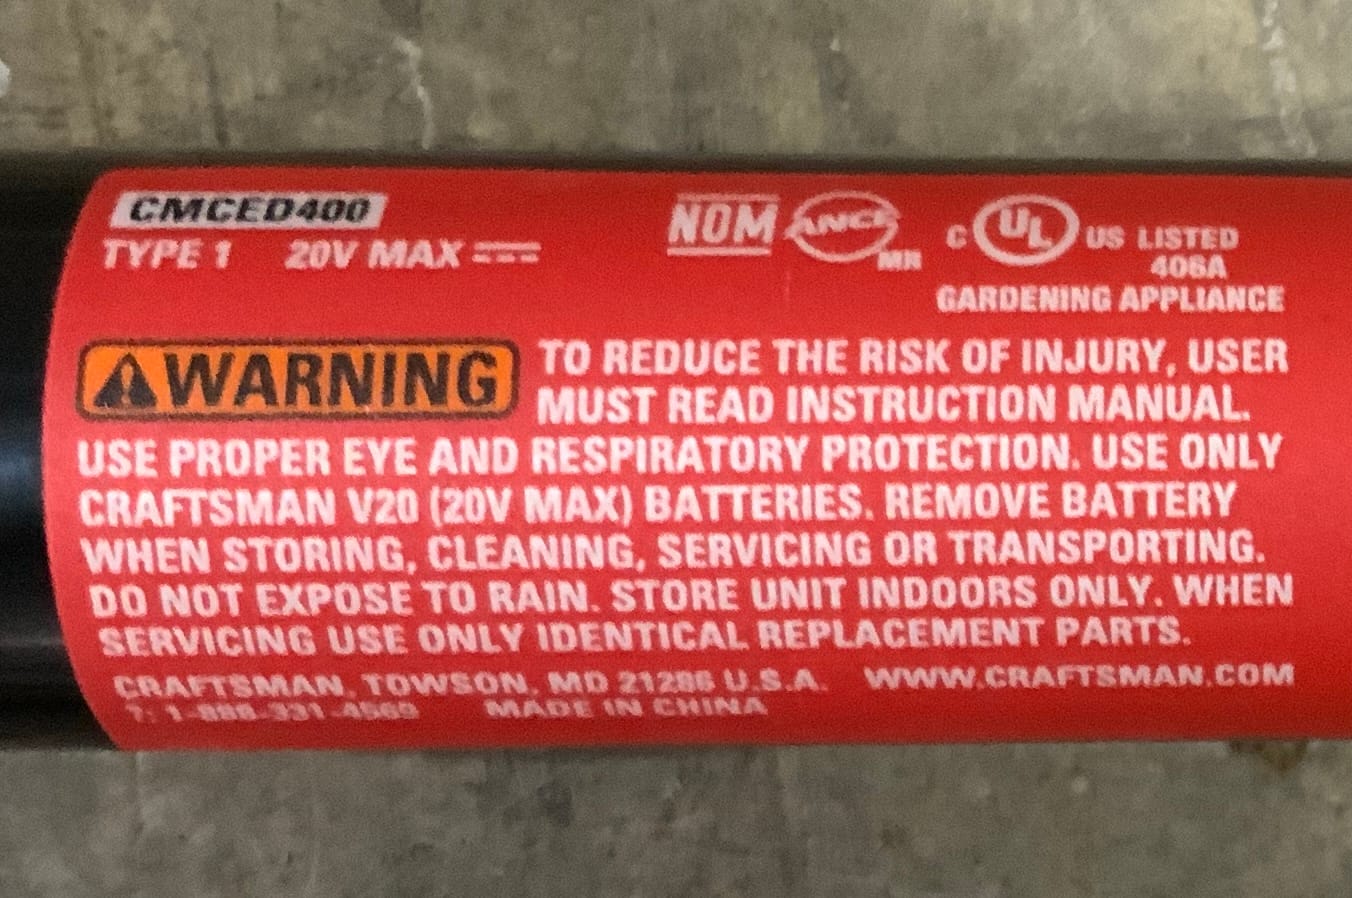 CMCED400
TYPE 1 20V MAX
NOM ANCE MR
C UL US LISTED
406A
GARDENING APPLIANCE
WARNING TO REDUCE THE RISK OF INJURY, USER
MUST READ INSTRUCTION MANUAL.
USE PROPER EYE AND RESPIRATORY PROTECTION. USE ONLY
CRAFTSMAN V20 (20V MAX) BATTERIES. REMOVE BATTERY
WHEN STORING, CLEANING, SERVICING OR TRANSPORTING.
DO NOT EXPOSE TO RAIN. STORE UNIT INDOORS ONLY. WHEN
SERVICING USE ONLY IDENTICAL REPLACEMENT PARTS.
CRAFTSMAN, TOWSON, MD 21286 U.S.A. WWW.CRAFTSMAN.COM
MADE IN CHINA